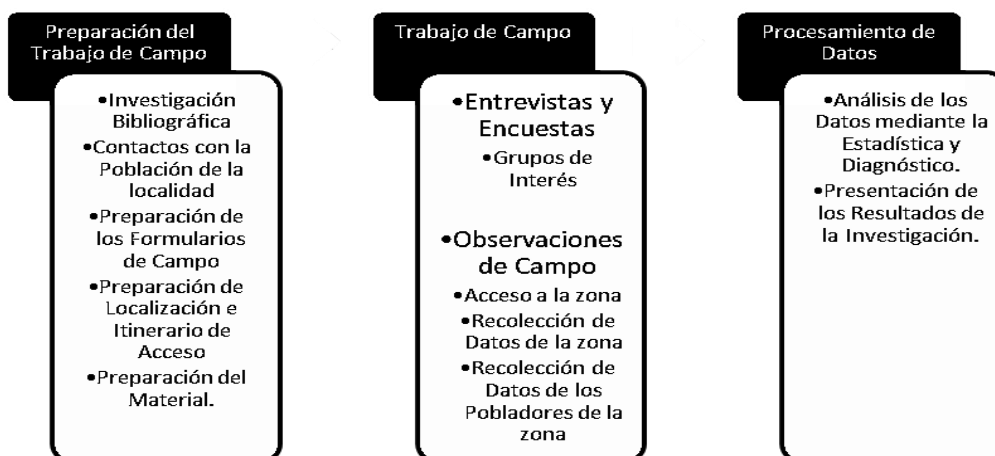 Preparación del
Trabajo de Campo
•Investigación
Bibliográfica
•Contactos con la
Población de la
localidad
•Preparación de
los Formularios
de Campo
•Preparación de
Localización e
Itinerario de
Acceso
•Preparación del
Material.
Trabajo de Campo
•Entrevistas y
Encuestas
•Grupos de
Interés
•Observaciones
de Campo
•Acceso a la zona
•Recolección de
Datos de la zona
•Recolección de
Datos de los
Pobladores de la
zona
Procesamiento de
Datos
•Análisis de los
Datos mediante la
Estadística y
Diagnóstico.
•Presentación de
los Resultados de
la Investigación.